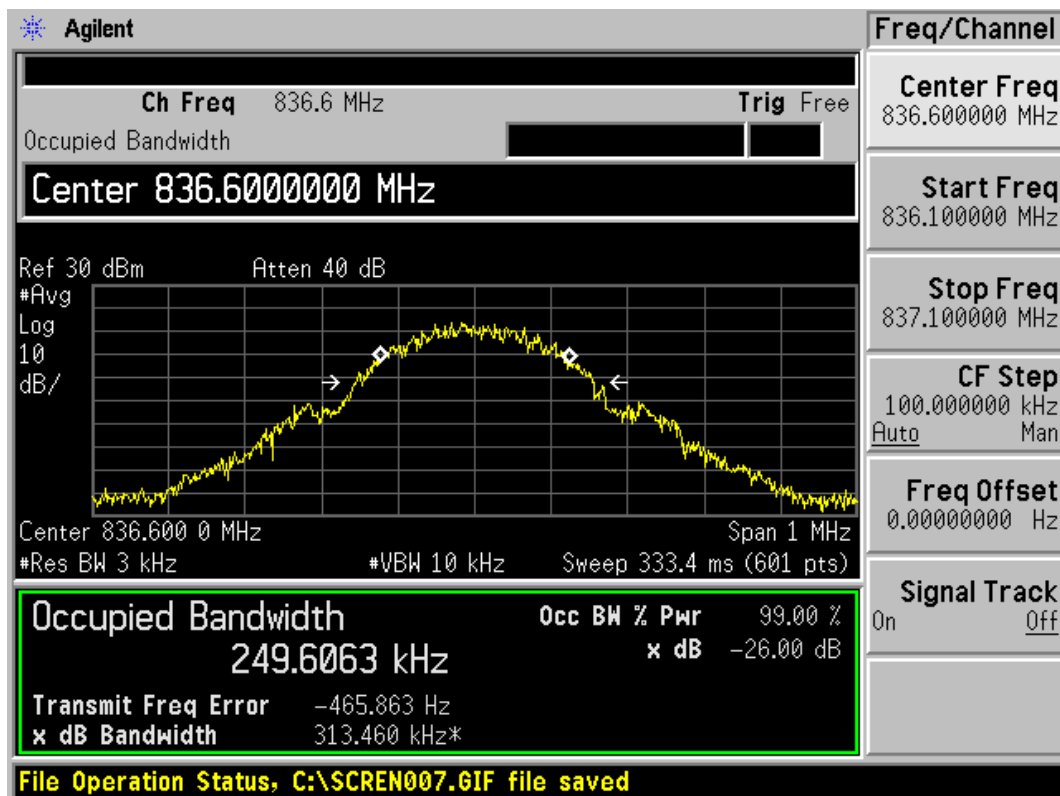 Agilent
Freq/Channel
Ch Freq 836.6 MHz Trig Free
Occupied Bandwidth
Center 836.6000000 MHz
Ref 30 dBm Atten 40 dB
#Avg
Log
10
dB/
Center 836.600 0 MHz Span 1 MHz
#Res BW 3 kHz #VBW 10 kHz Sweep 333.4 ms (601 pts)
Occupied Bandwidth
249.6063 kHz
Occ BW % Pwr 99.00 %
x dB -26.00 dB
Transmit Freq Error -465.863 Hz
x dB Bandwidth 313.460 kHz*
File Operation Status, C:\SCREN007.GIF file saved
Center Freq
836.600000 MHz
Start Freq
836.100000 MHz
Stop Freq
837.100000 MHz
CF Step
100.000000 kHz
Auto Man
Freq Offset
0.00000000 Hz
Signal Track
On Off